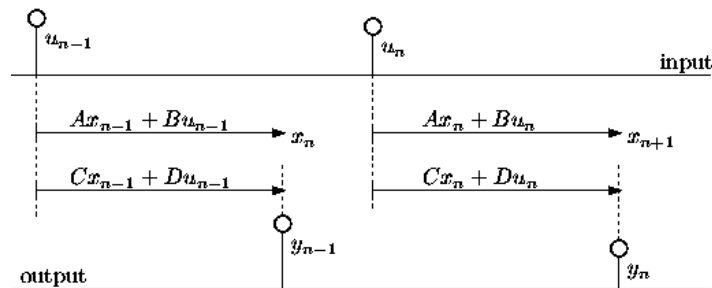 u_{n-1} u_n
input
Ax_{n-1} + Bu_{n-1} x_n Ax_n + Bu_n x_{n+1}
Cx_{n-1} + Du_{n-1} Cx_n + Du_n
y_{n-1}
output y_n